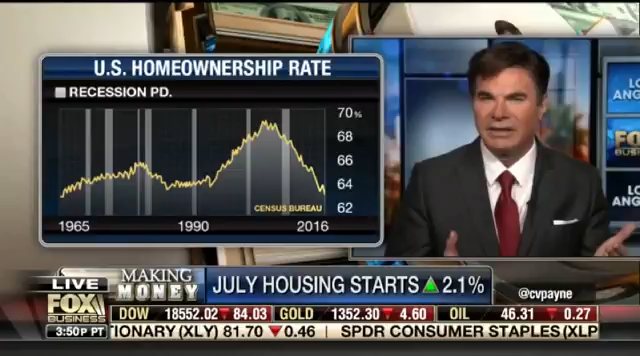 U.S. HOMEOWNERSHIP RATE
RECESSION PD.
70%
68
66
64
62
CENSUS BUREAU
1965 1990 2016
FOX
BUSINESS
LIVE
MAKING
MONEY
JULY HOUSING STARTS ▲ 2.1%
@cvpayne
DOW 18552.02 ▼ 84.03 GOLD 1352.30 ▼ 4.60 OIL 46.31 ▼ 0.27
3:50P PT
IONARY (XLY) 81.70 ▼ 0.46 SPDR CONSUMER STAPLES (XLP